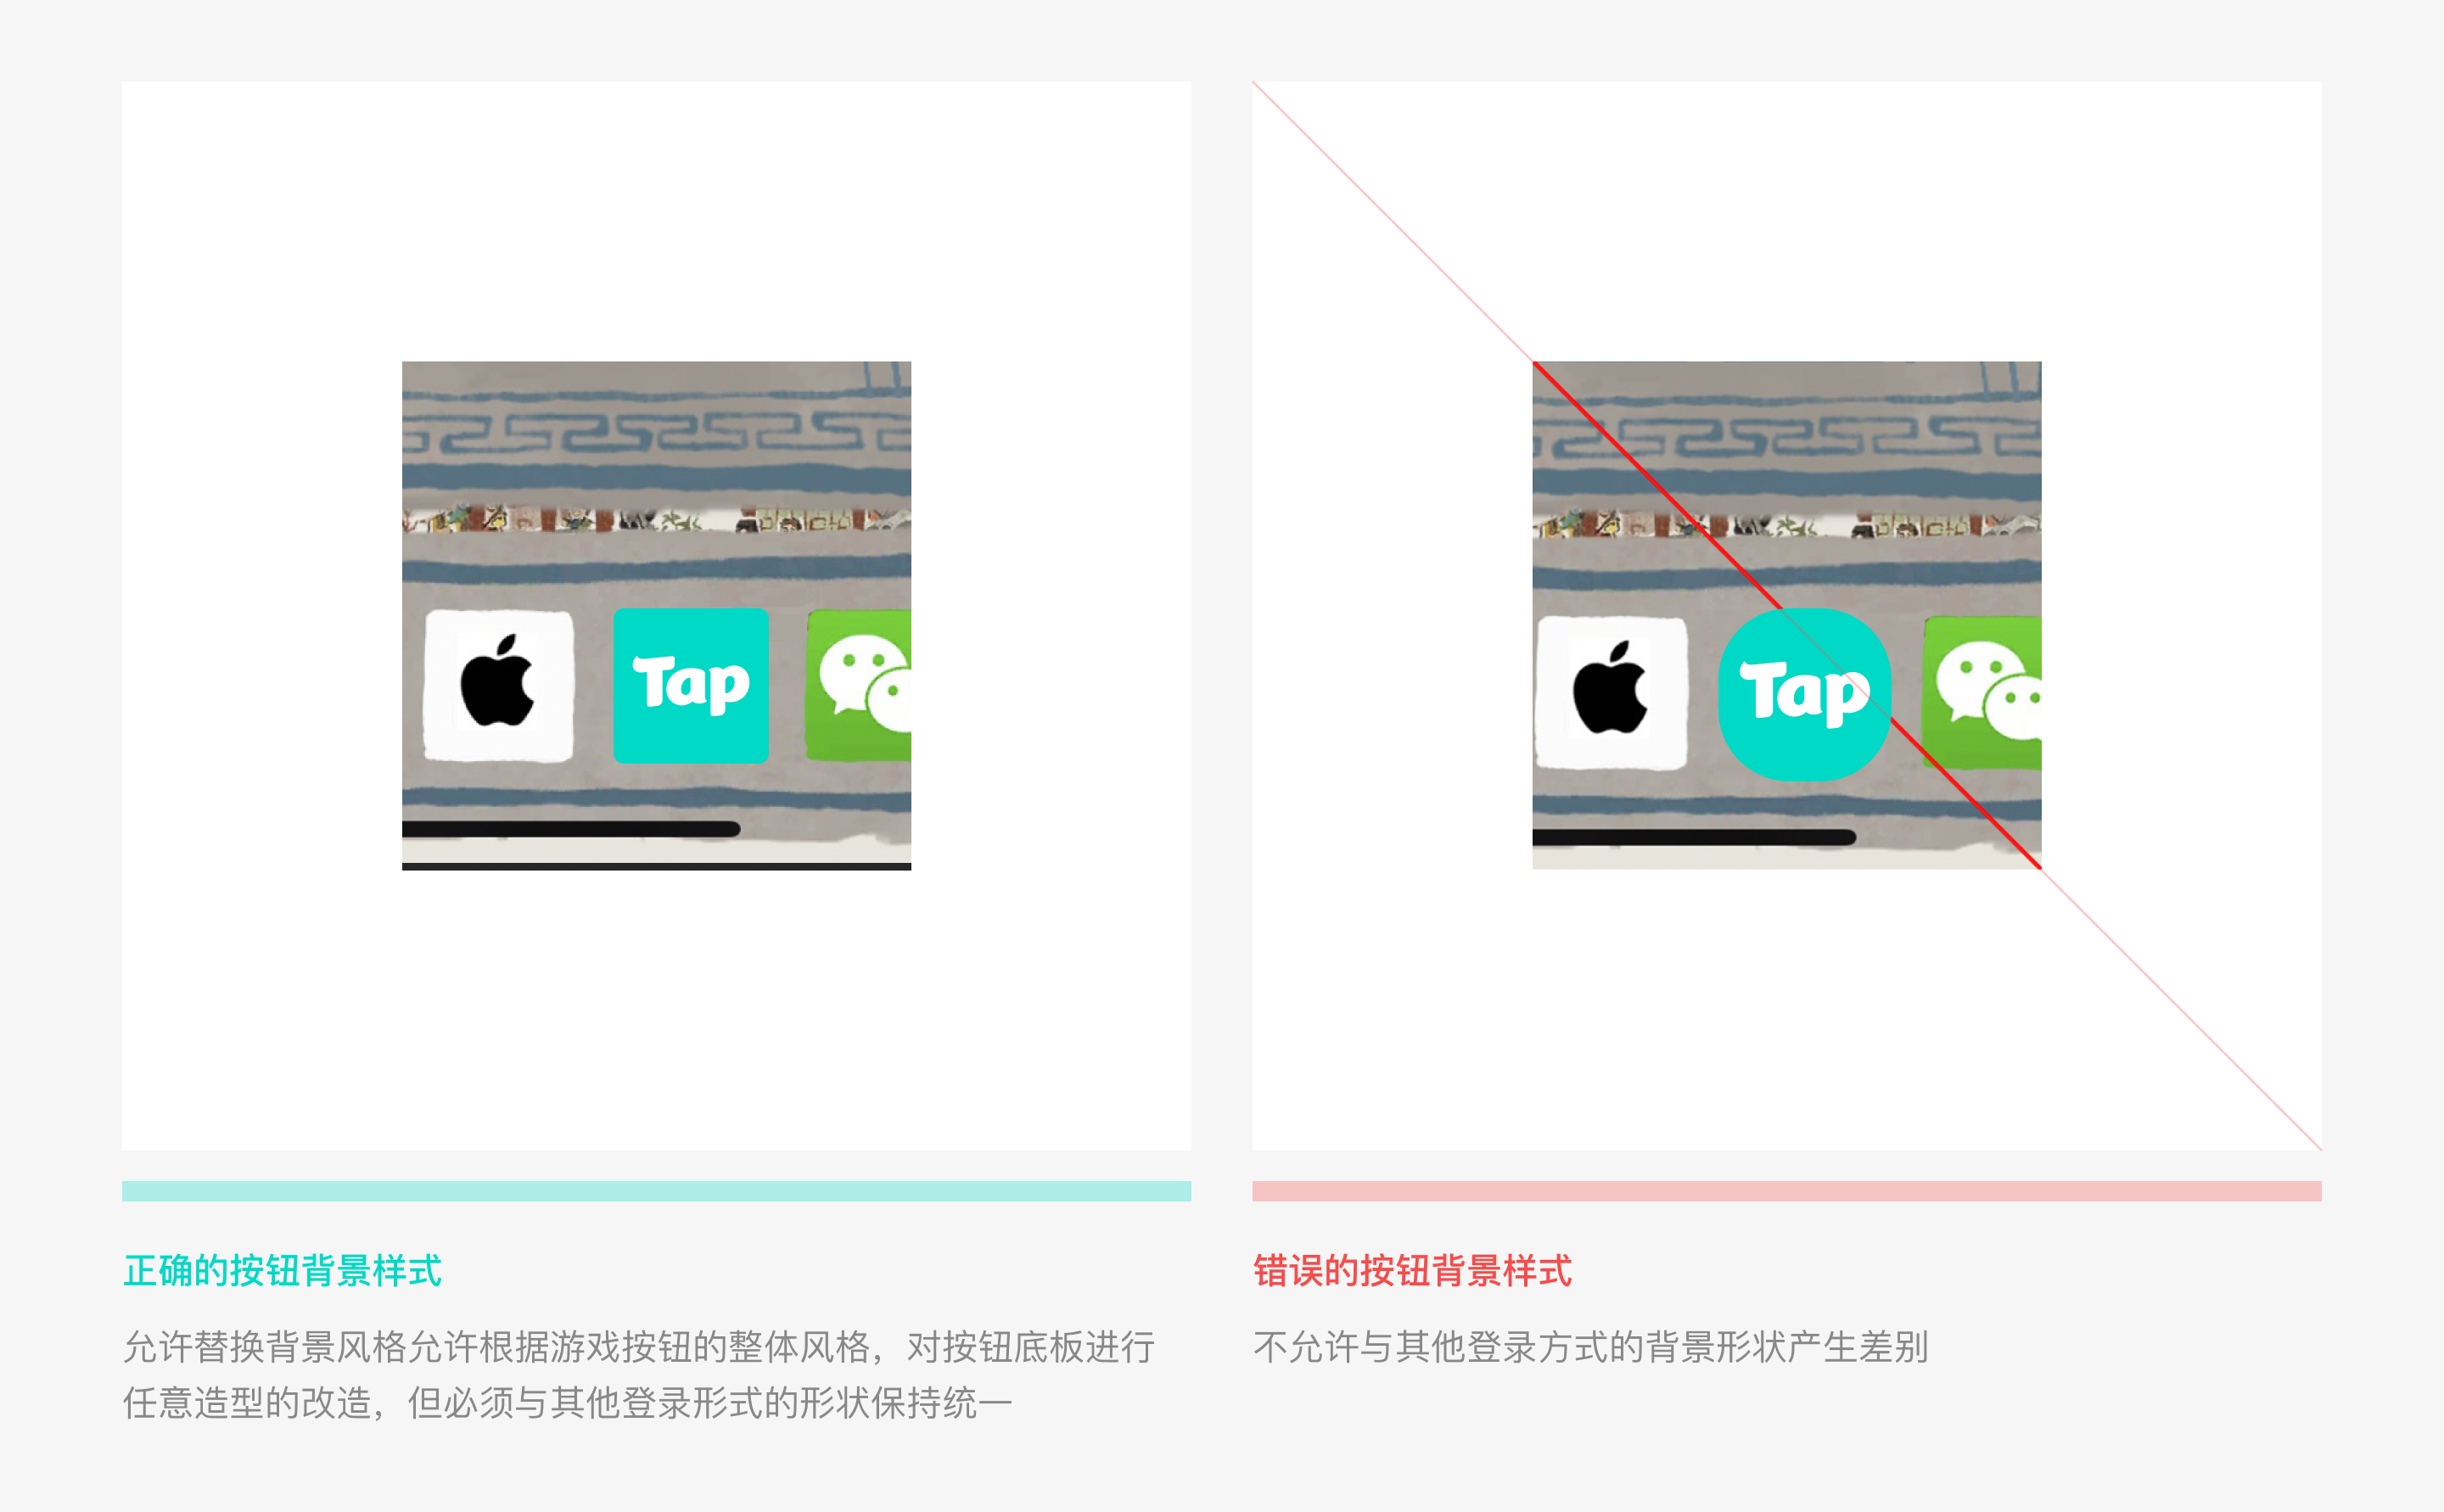 Tap
Tap
正确的按钮背景样式
允许替换背景风格允许根据游戏按钮的整体风格，对按钮底板进行
任意造型的改造，但必须与其他登录形式的形状保持统一
错误的按钮背景样式
不允许与其他登录方式的背景形状产生差别